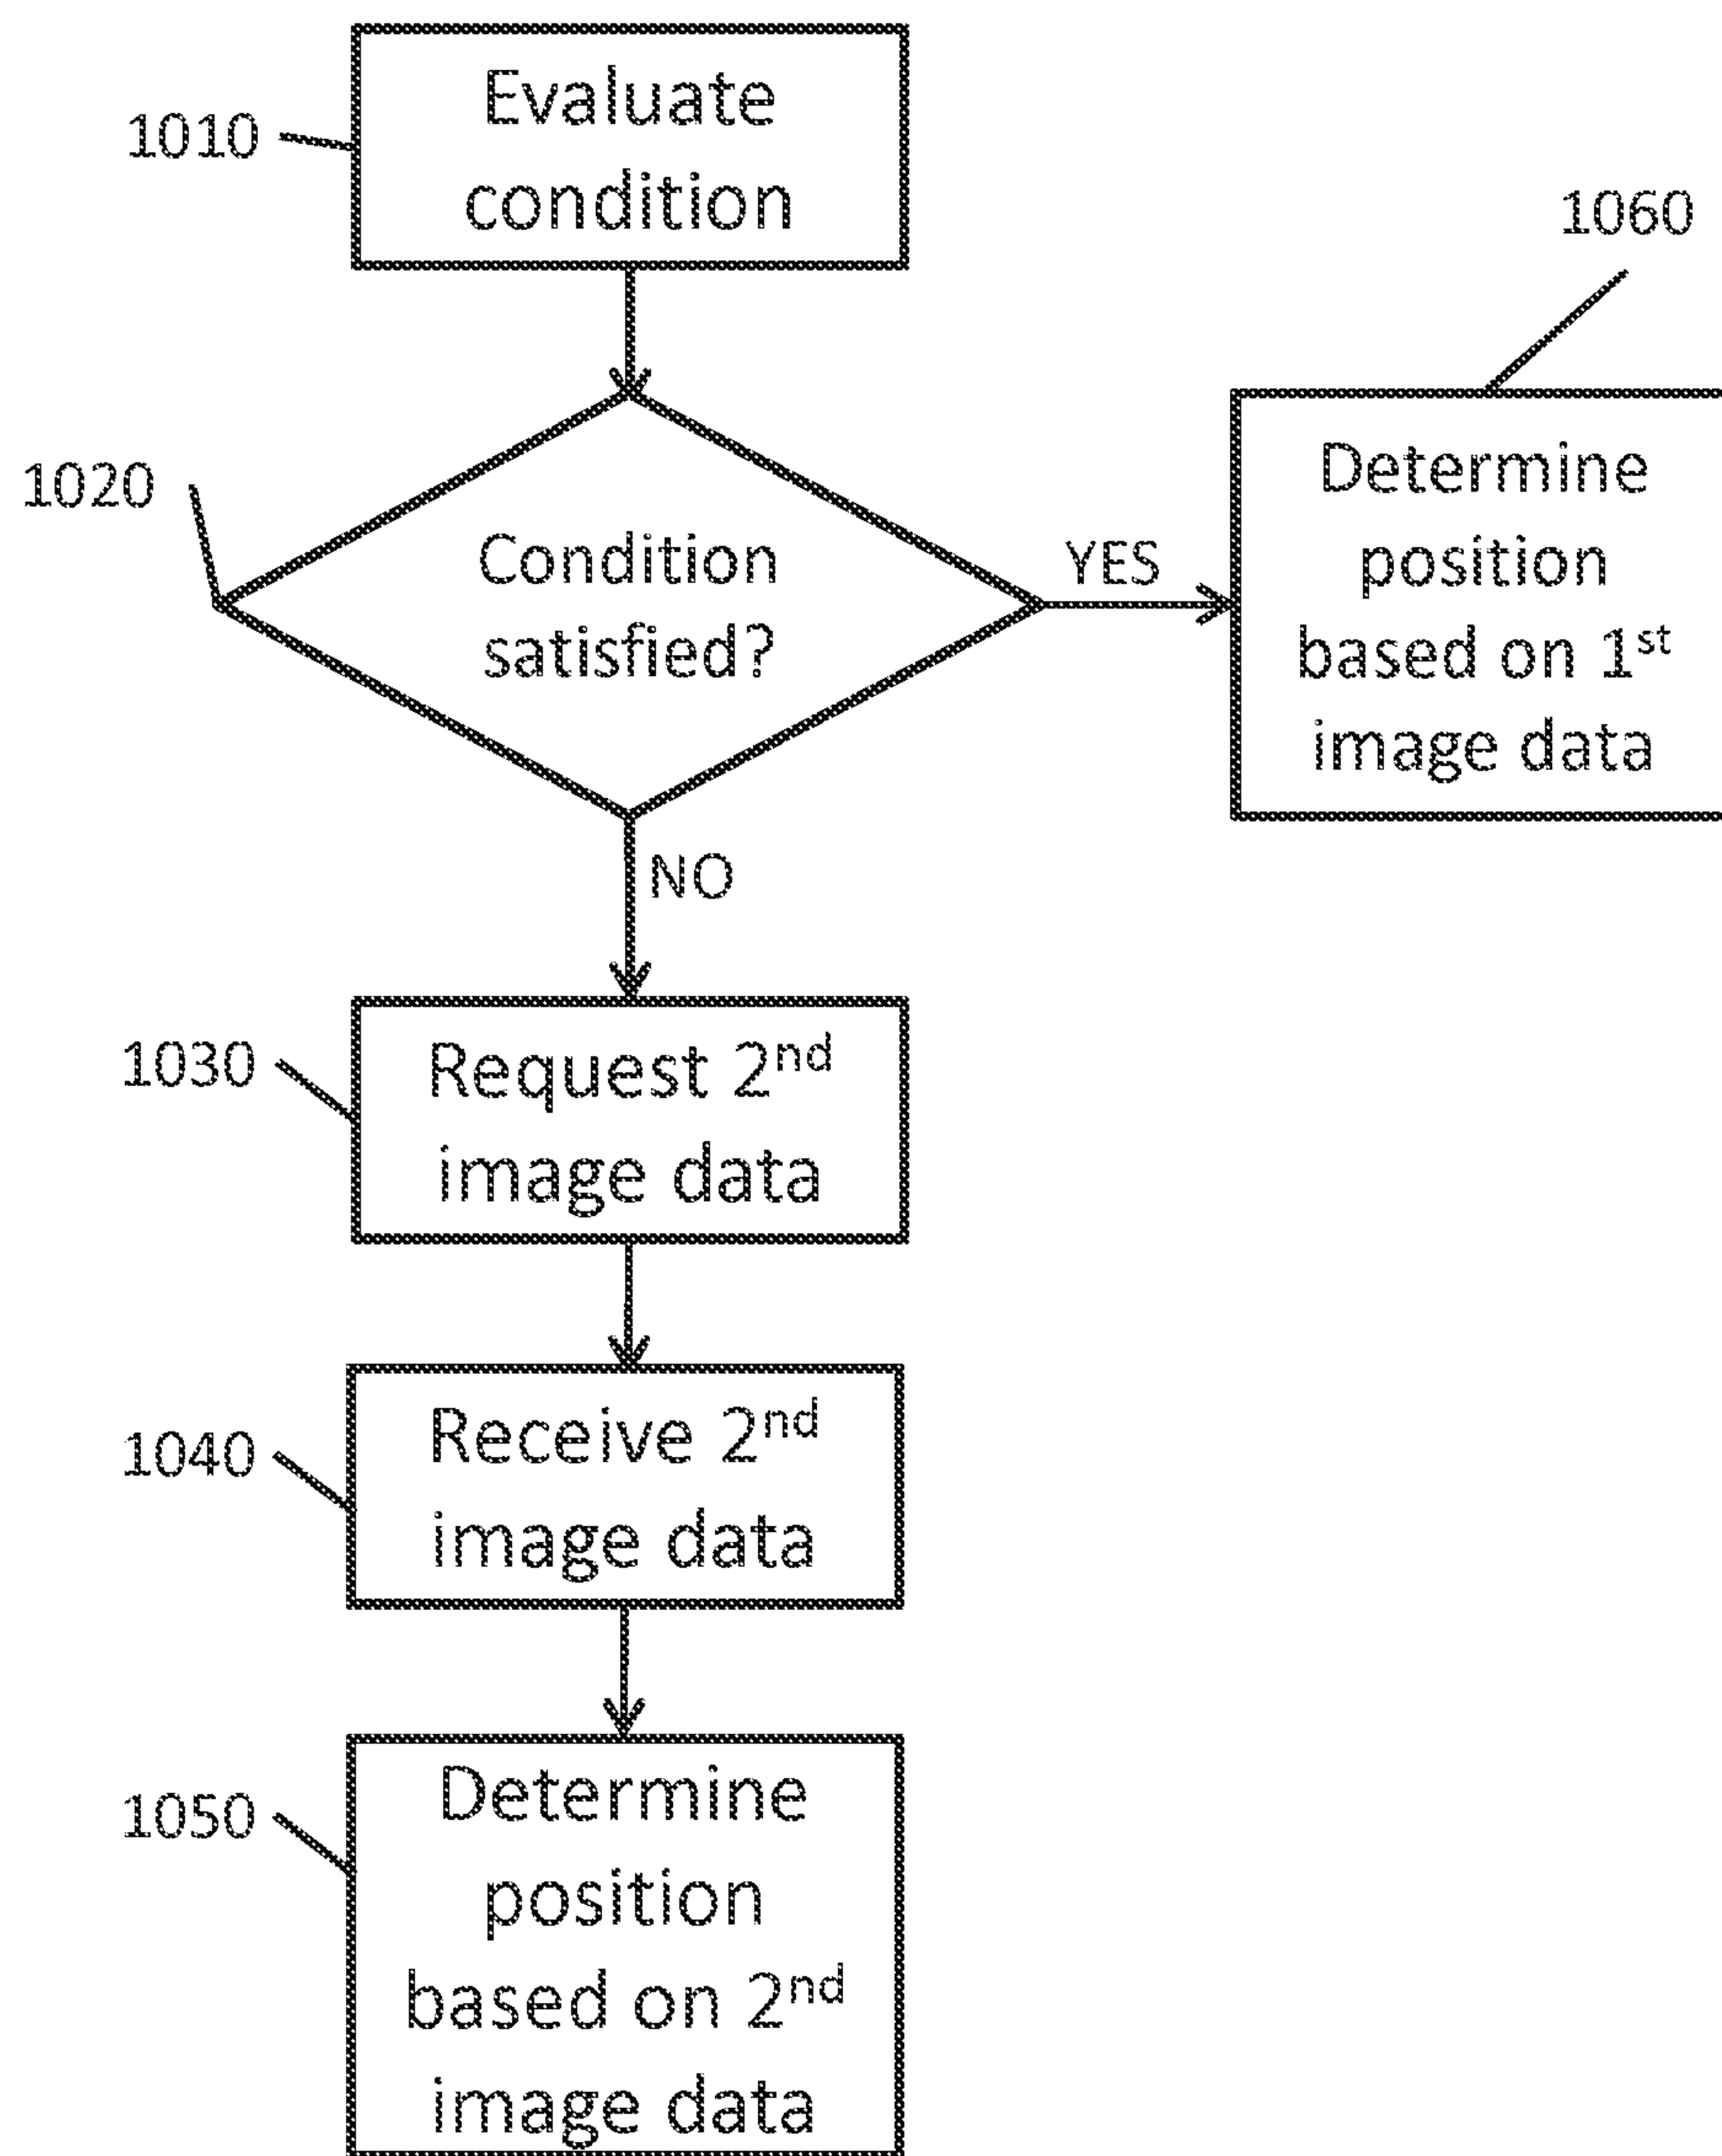 1010
Evaluate
condition
1060
1020
Condition
satisfied?
YES
Determine
position
based on 1st
image data
NO
1030
Request 2nd
image data
1040
Receive 2nd
image data
1050
Determine
position
based on 2nd
image data